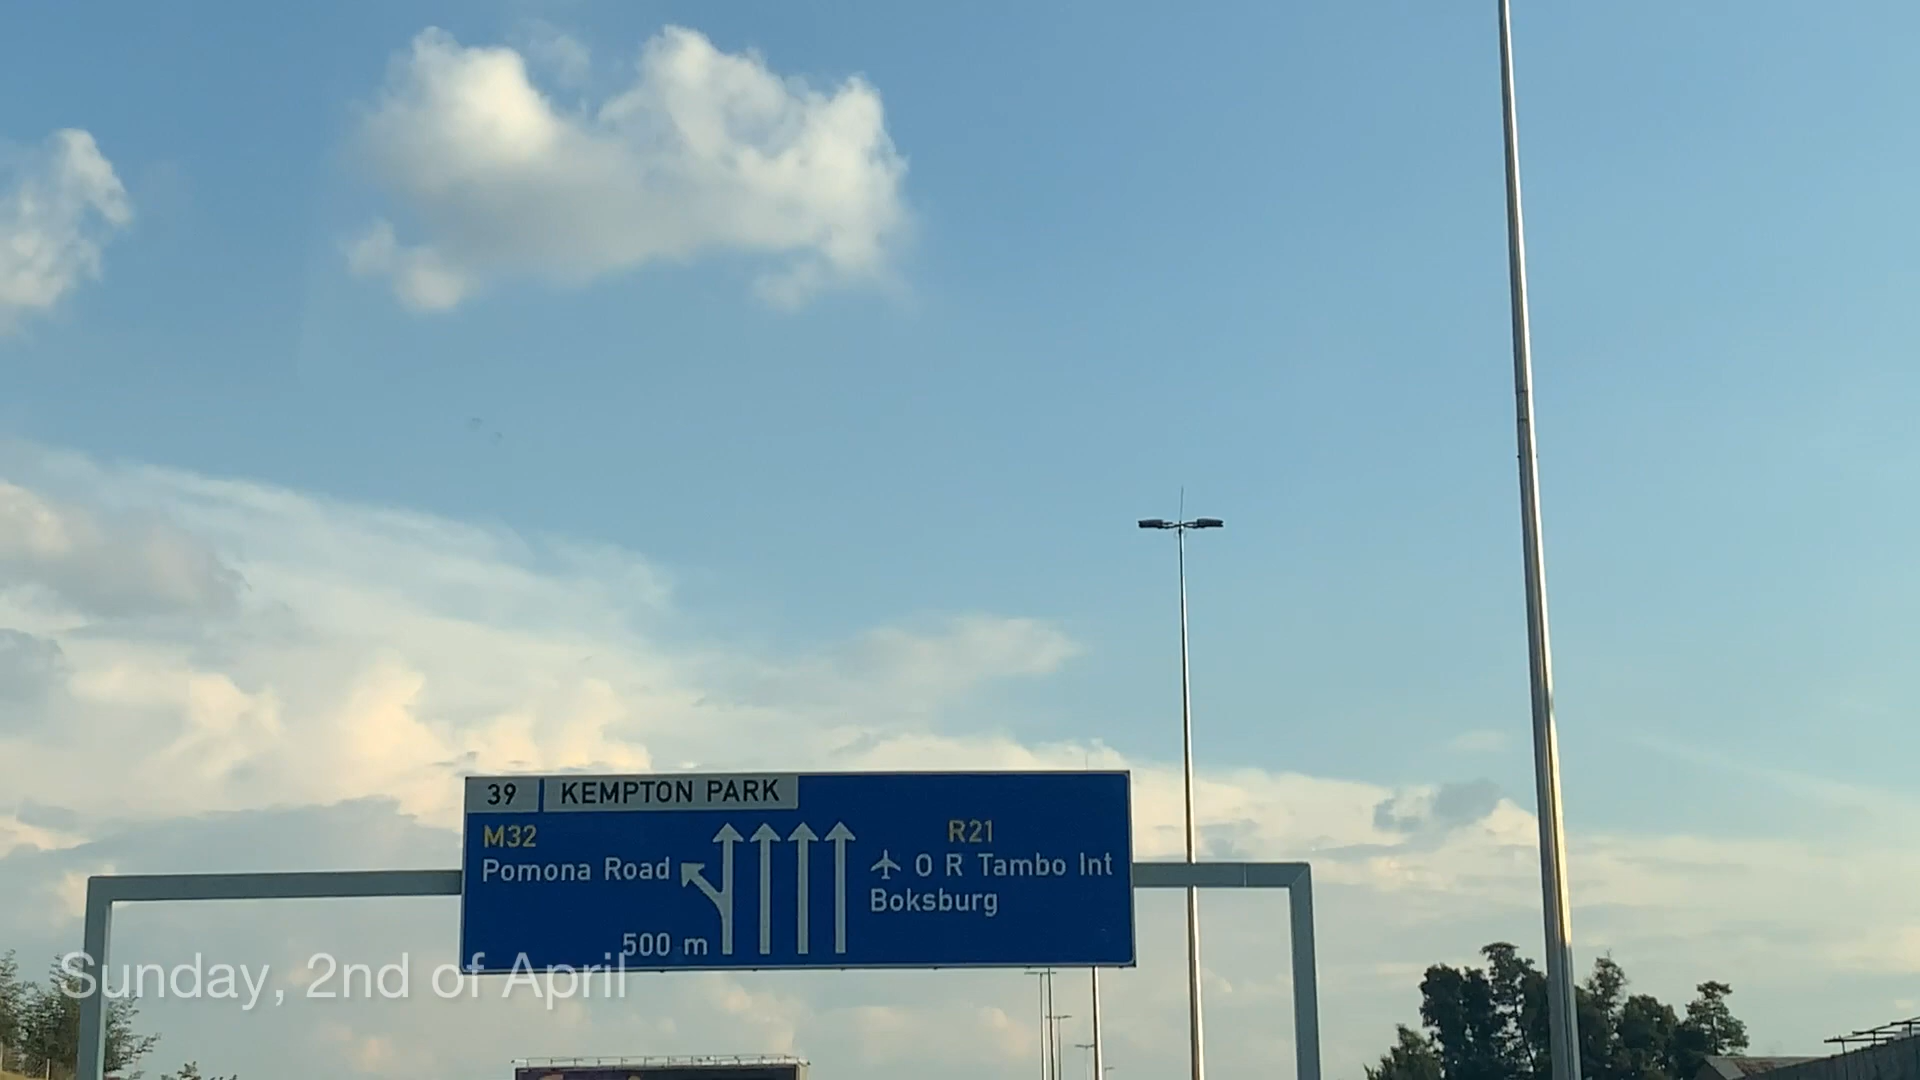 39 KEMPTON PARK
M32
Pomona Road
500 m
R21
O R Tambo Int
Boksburg
Sunday, 2nd of April